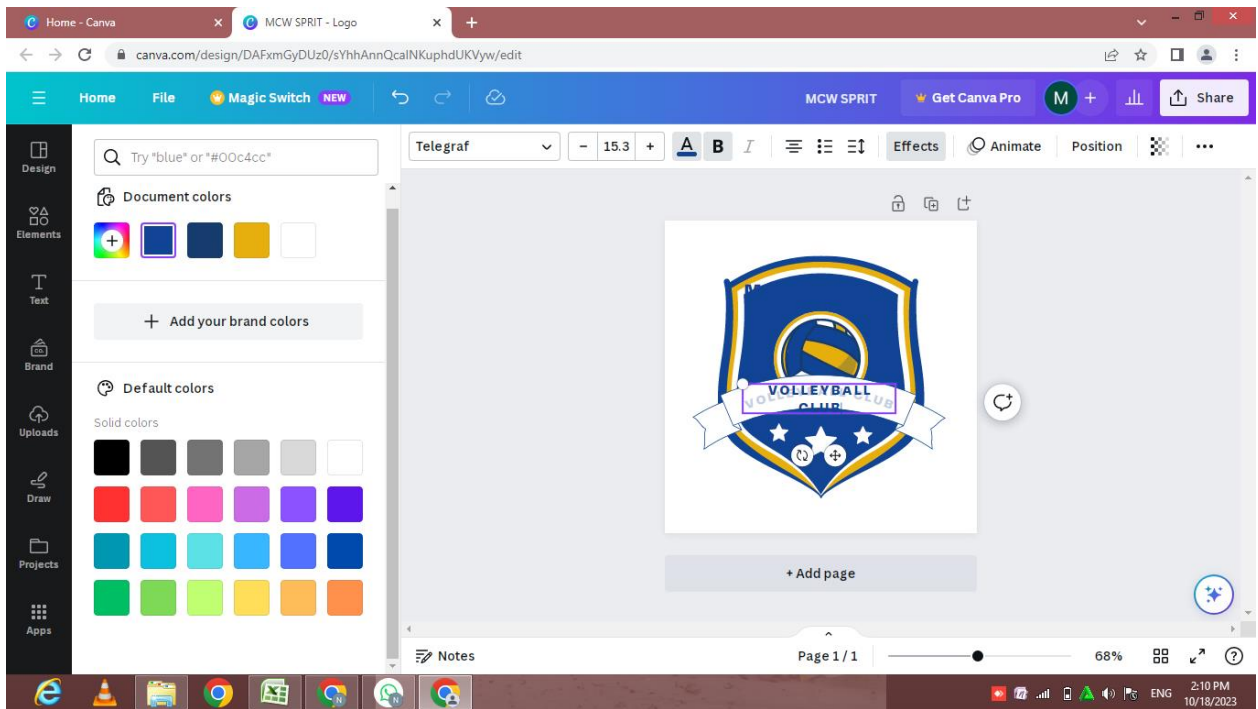 Home - Canva
MCW SPRIT - Logo
canva.com/design/DAFxmGyDUz0/sYhhAnnQcaINKuphdUKVyw/edit
Home File Magic Switch NEW MCW SPRIT Get Canva Pro M + Share
Design
Elements
Text
Brand
Uploads
Draw
Projects
Apps
Try "blue" or "#00c4cc"
Document colors
+ Add your brand colors
Default colors
Solid colors
Telegraf - 15.3 + A B I Effects Animate Position
VOLLEYBALL
CLUB
VOLLEYBALL CLUB
+ Add page
Notes Page 1 / 1 68%
ENG 2:10 PM
10/18/2023